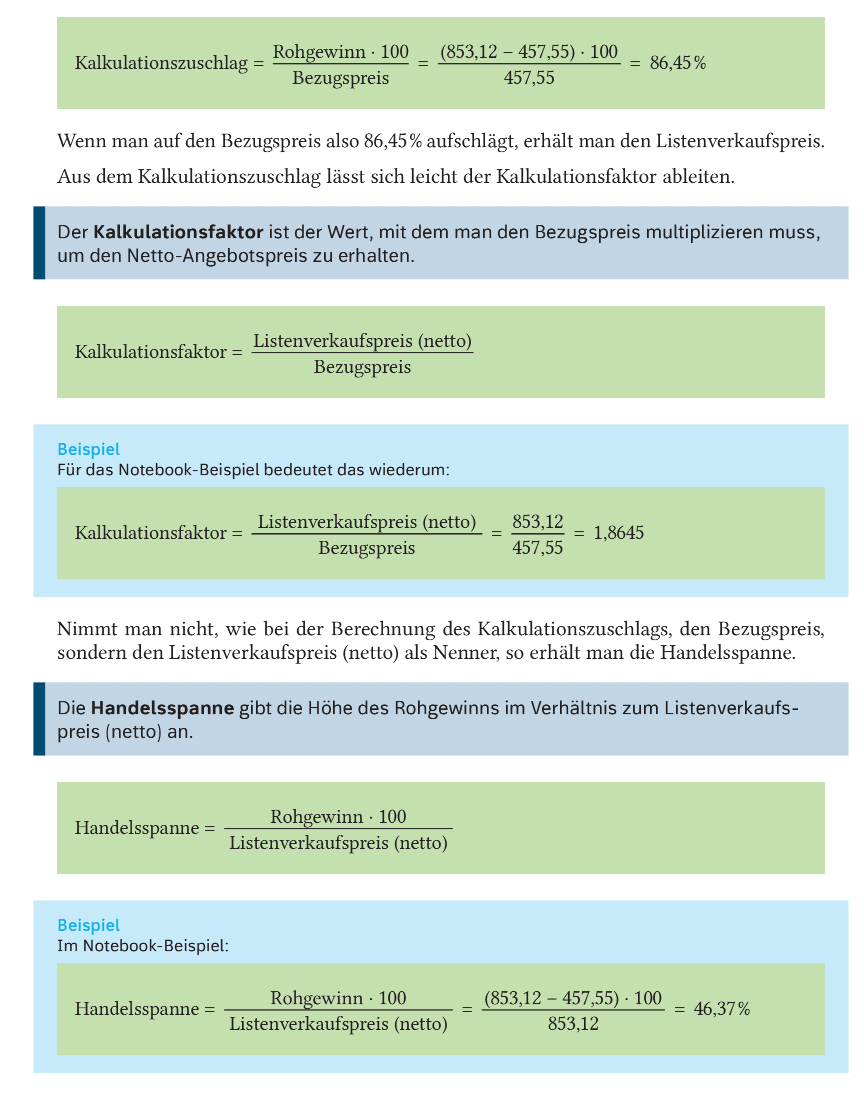 Kalkulationszuschlag = Rohgewinn · 100 / Bezugspreis = (853,12 – 457,55) · 100 / 457,55 = 86,45 %
Wenn man auf den Bezugspreis also 86,45 % aufschlägt, erhält man den Listenverkaufspreis.
Aus dem Kalkulationszuschlag lässt sich leicht der Kalkulationsfaktor ableiten.
Der Kalkulationsfaktor ist der Wert, mit dem man den Bezugspreis multiplizieren muss,
um den Netto-Angebotspreis zu erhalten.
Kalkulationsfaktor = Listenverkaufspreis (netto) / Bezugspreis
Beispiel
Für das Notebook-Beispiel bedeutet das wiederum:
Kalkulationsfaktor = Listenverkaufspreis (netto) / Bezugspreis = 853,12 / 457,55 = 1,8645
Nimmt man nicht, wie bei der Berechnung des Kalkulationszuschlags, den Bezugspreis,
sondern den Listenverkaufspreis (netto) als Nenner, so erhält man die Handelsspanne.
Die Handelsspanne gibt die Höhe des Rohgewinns im Verhältnis zum Listenverkaufs-
preis (netto) an.
Handelsspanne = Rohgewinn · 100 / Listenverkaufspreis (netto)
Beispiel
Im Notebook-Beispiel:
Handelsspanne = Rohgewinn · 100 / Listenverkaufspreis (netto) = (853,12 – 457,55) · 100 / 853,12 = 46,37 %